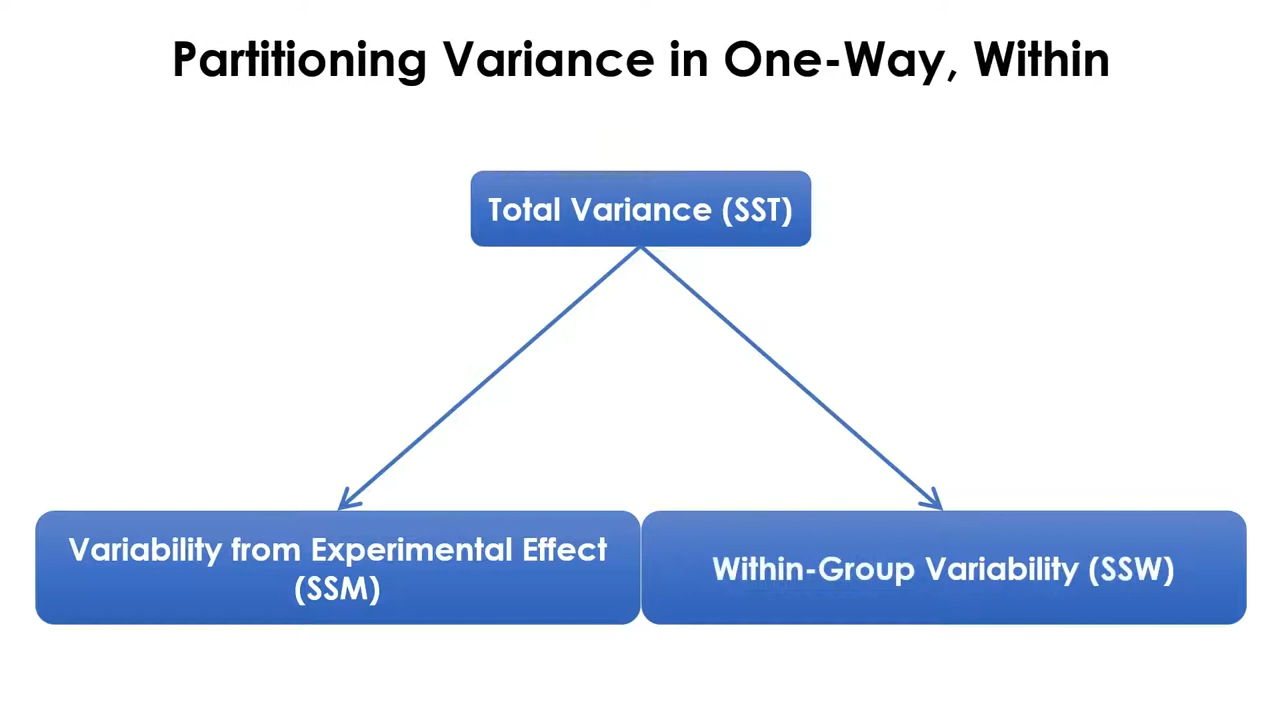 Partitioning Variance in One-Way, Within
Total Variance (SST)
Variability from Experimental Effect
(SSM)
Within-Group Variability (SSW)